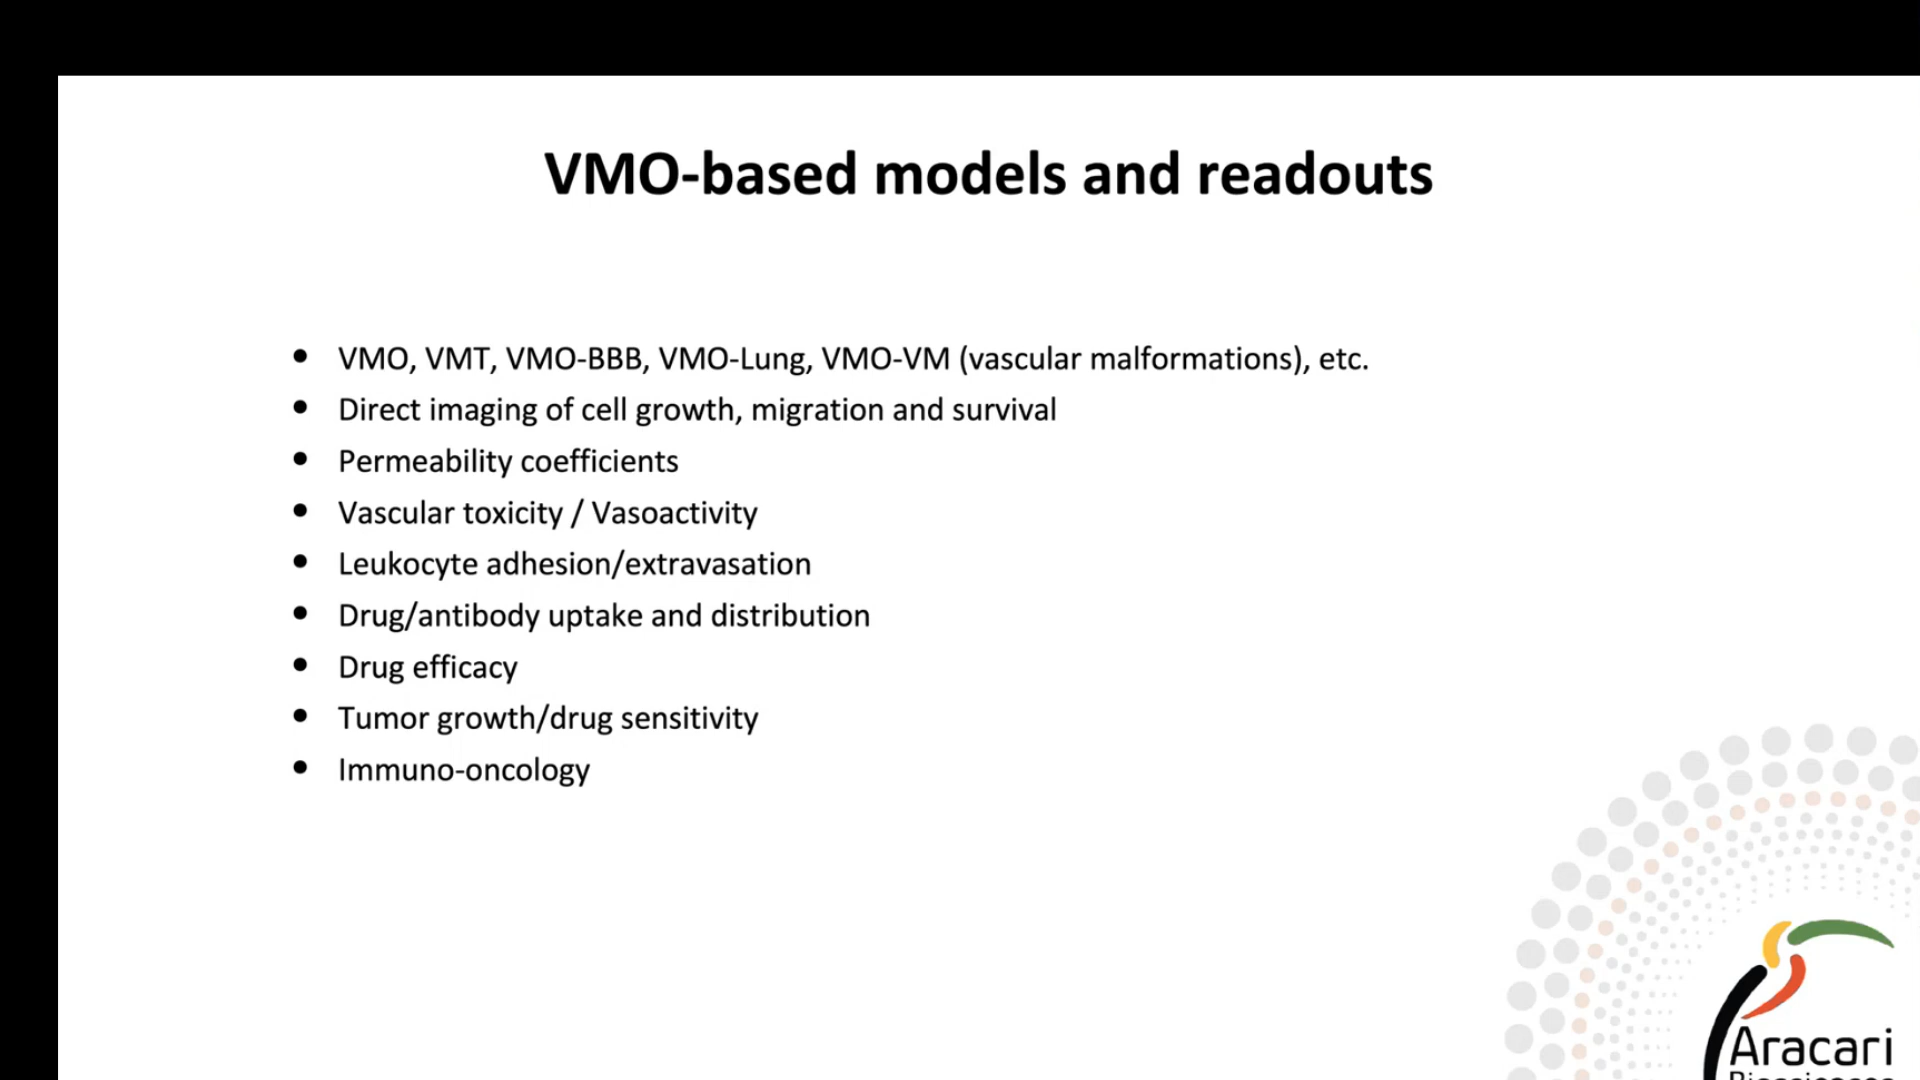 VMO-based models and readouts
• VMO, VMT, VMO-BBB, VMO-Lung, VMO-VM (vascular malformations), etc.
• Direct imaging of cell growth, migration and survival
• Permeability coefficients
• Vascular toxicity / Vasoactivity
• Leukocyte adhesion/extravasation
• Drug/antibody uptake and distribution
• Drug efficacy
• Tumor growth/drug sensitivity
• Immuno-oncology
Aracari